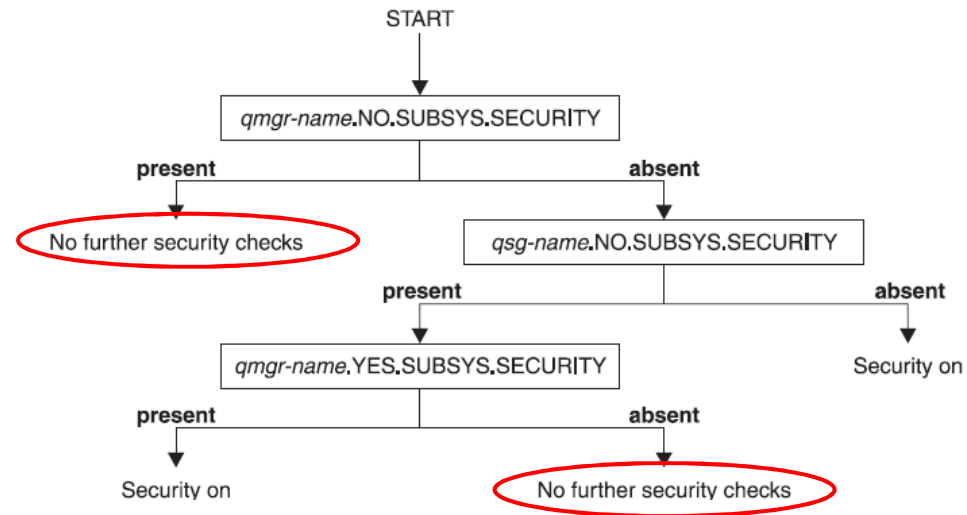 START
qmgr-name.NO.SUBSYS.SECURITY
present
absent
No further security checks
qsg-name.NO.SUBSYS.SECURITY
present
absent
qmgr-name.YES.SUBSYS.SECURITY
Security on
present
absent
Security on
No further security checks